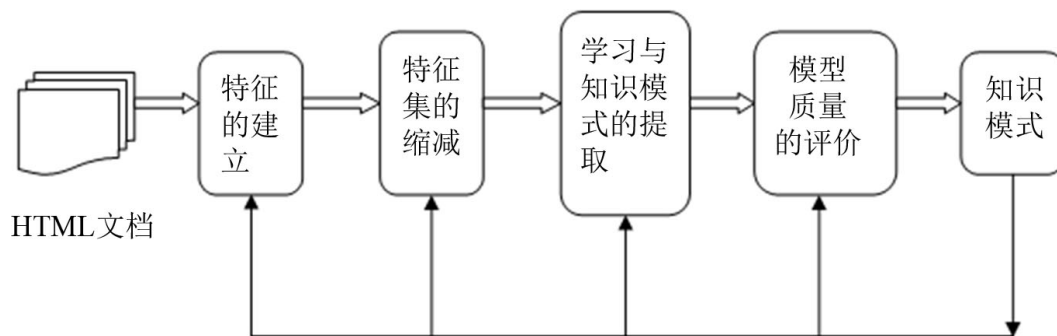 特征
的建
立
特征
集的
缩减
学习与
知识模
式的提
取
模型
质量
的评价
知识
模式
HTML文档